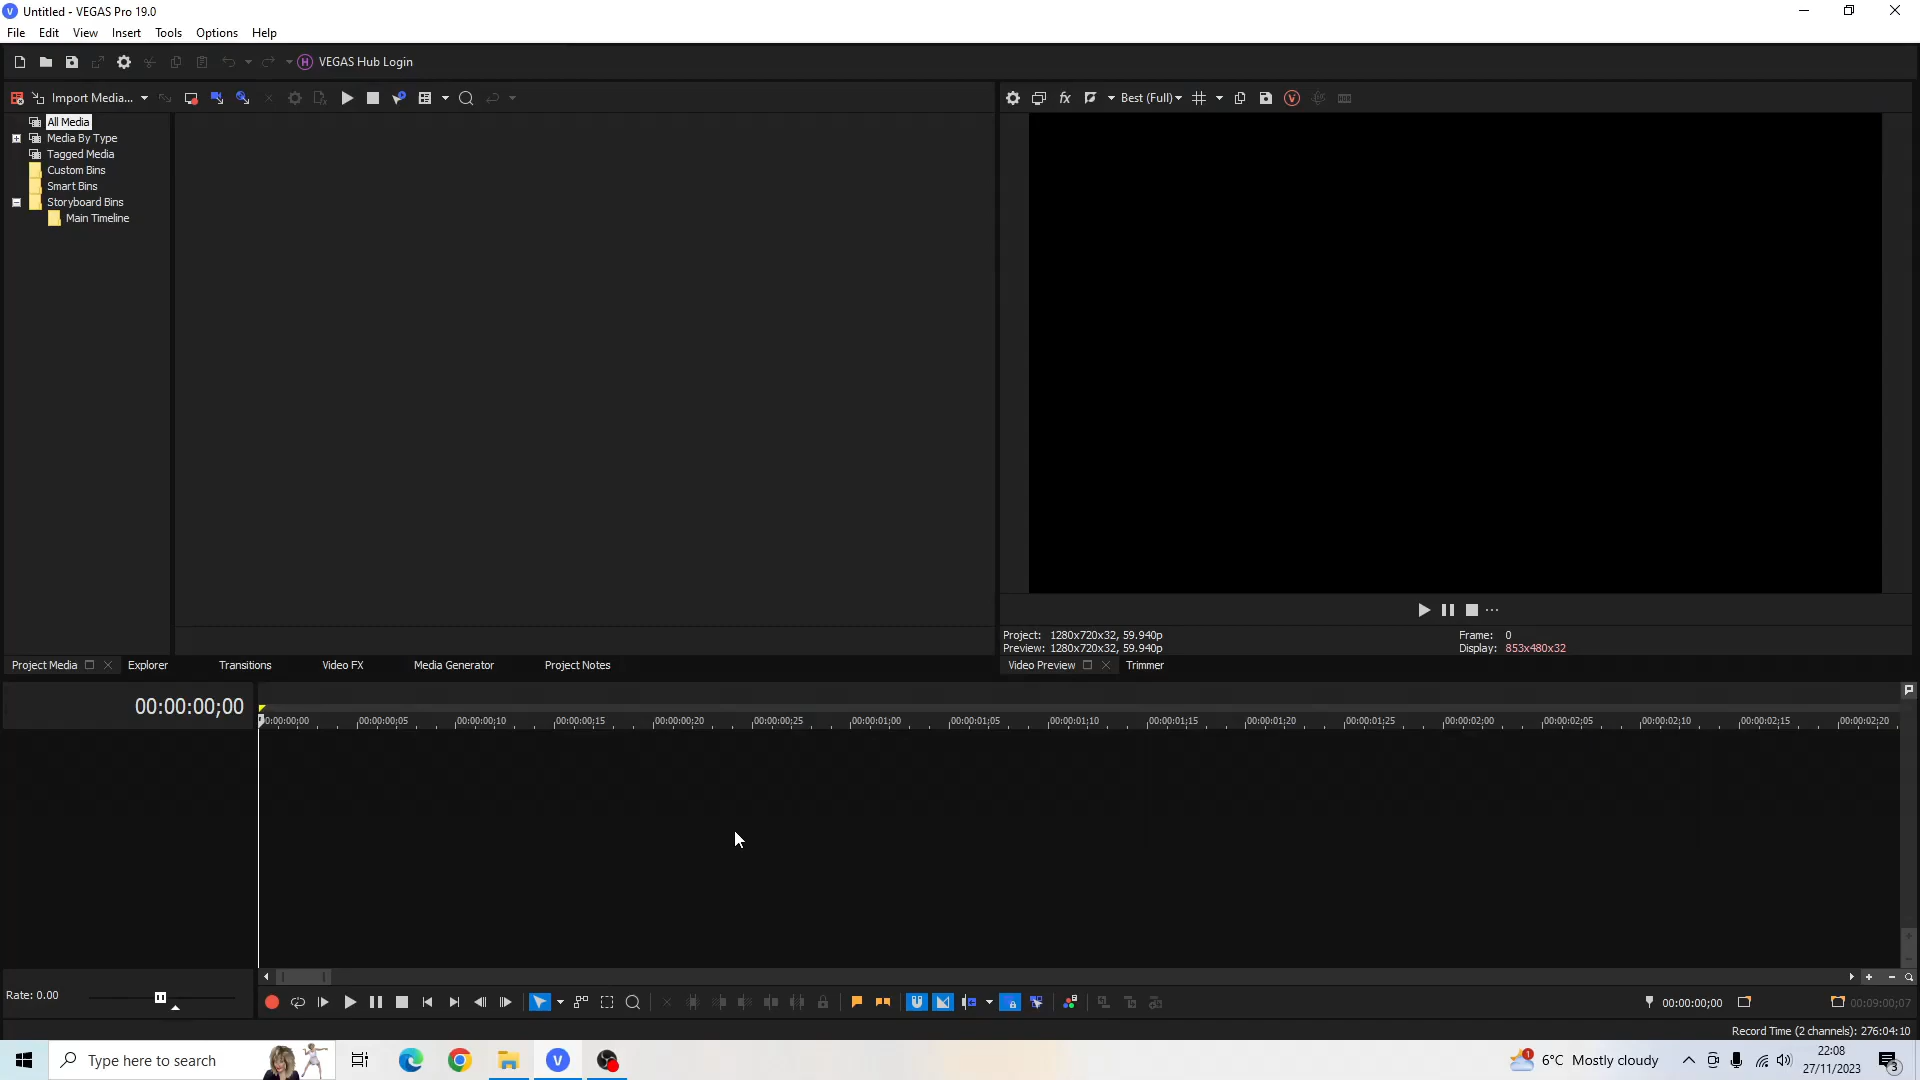 Untitled - VEGAS Pro 19.0
File Edit View Insert Tools Options Help
VEGAS Hub Login
Import Media...
fx Best (Full)
All Media
Media By Type
Tagged Media
Custom Bins
Smart Bins
Storyboard Bins
Main Timeline
Project: 1280x720x32, 59.940p Frame: 0
Preview: 1280x720x32, 59.940p Display: 853x480x32
Project Media Explorer Transitions Video FX Media Generator Project Notes Video Preview Trimmer
00:00:00;00
00:00:00;00 00:00:00;05 00:00:00;10 00:00:00;15 00:00:00;20 00:00:00;25 00:00:01;00 00:00:01;05 00:00:01;10 00:00:01;15 00:00:01;20 00:00:01;25 00:00:02;00 00:00:02;05 00:00:02;10 00:00:02;15 00:00:02;20
Rate: 0.00
00:00:00;00 00:09:00;07
Record Time (2 channels): 276:04:10
Type here to search
1 6°C Mostly cloudy
22:08
27/11/2023
3